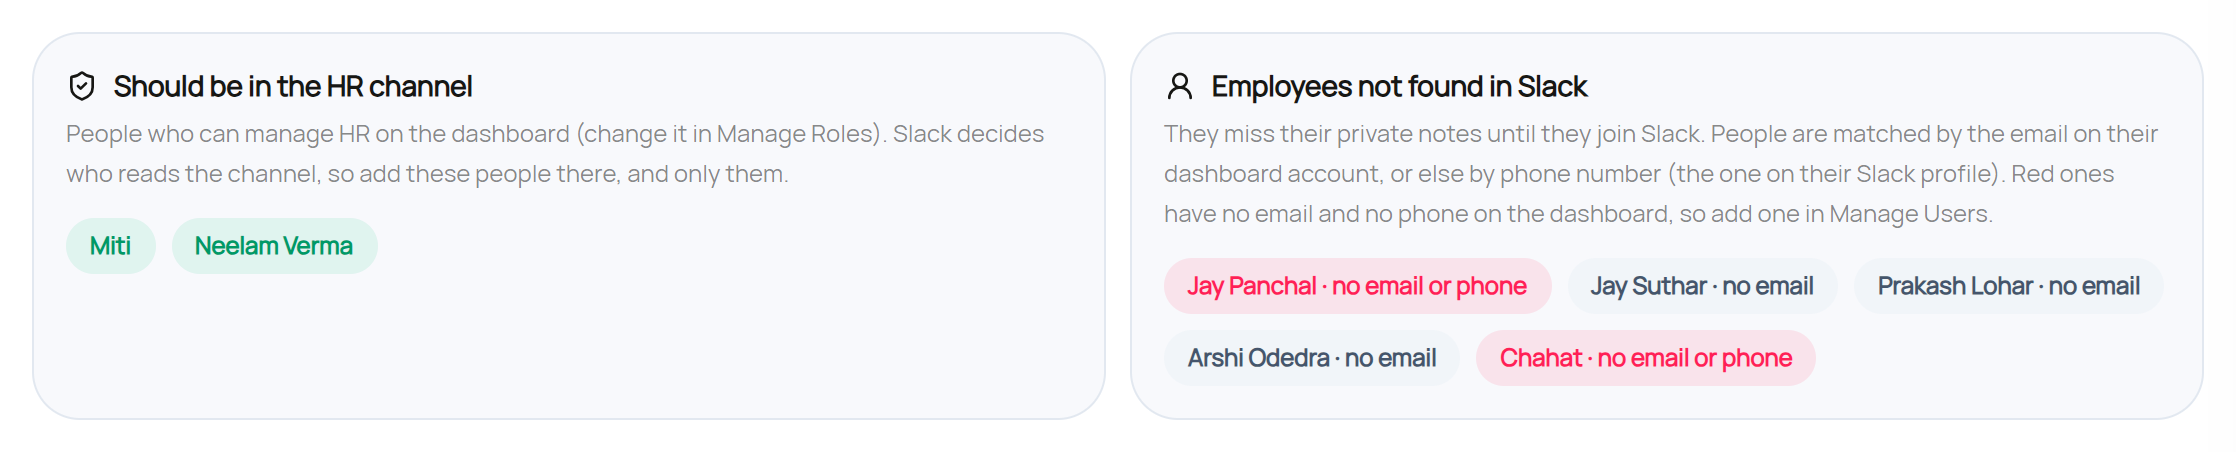 Should be in the HR channel
People who can manage HR on the dashboard (change it in Manage Roles). Slack decides
who reads the channel, so add these people there, and only them.
Miti
Neelam Verma
Employees not found in Slack
They miss their private notes until they join Slack. People are matched by the email on their
dashboard account, or else by phone number (the one on their Slack profile). Red ones
have no email and no phone on the dashboard, so add one in Manage Users.
Jay Panchal · no email or phone
Jay Suthar · no email
Prakash Lohar · no email
Arshi Odedra · no email
Chahat · no email or phone